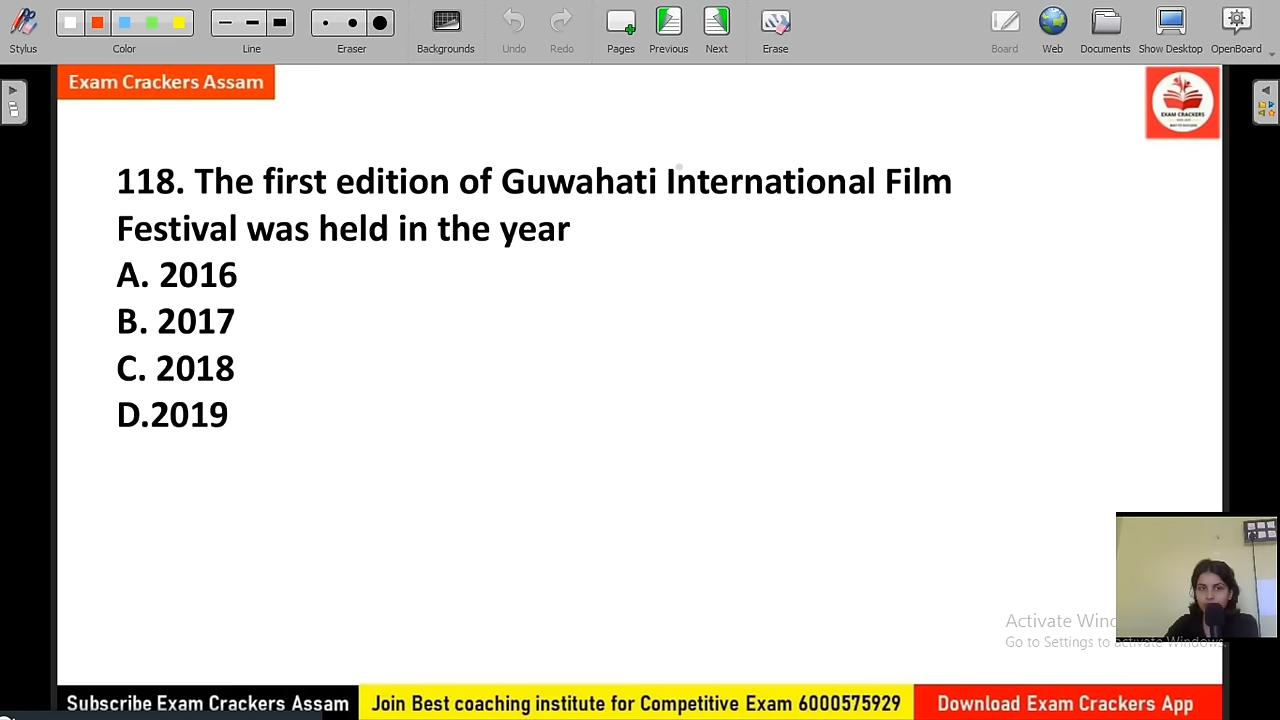 Stylus
Color
Line
Eraser
Backgrounds
Undo
Redo
Pages
Previous
Next
Erase
Board
Web
Documents
Show Desktop
OpenBoard
Exam Crackers Assam
EXAM CRACKERS
118. The first edition of Guwahati International Film
Festival was held in the year
A. 2016
B. 2017
C. 2018
D.2019
Activate Wind
Go to Settings to activate Windows.
Subscribe Exam Crackers Assam
Join Best coaching institute for Competitive Exam 6000575929
Download Exam Crackers App